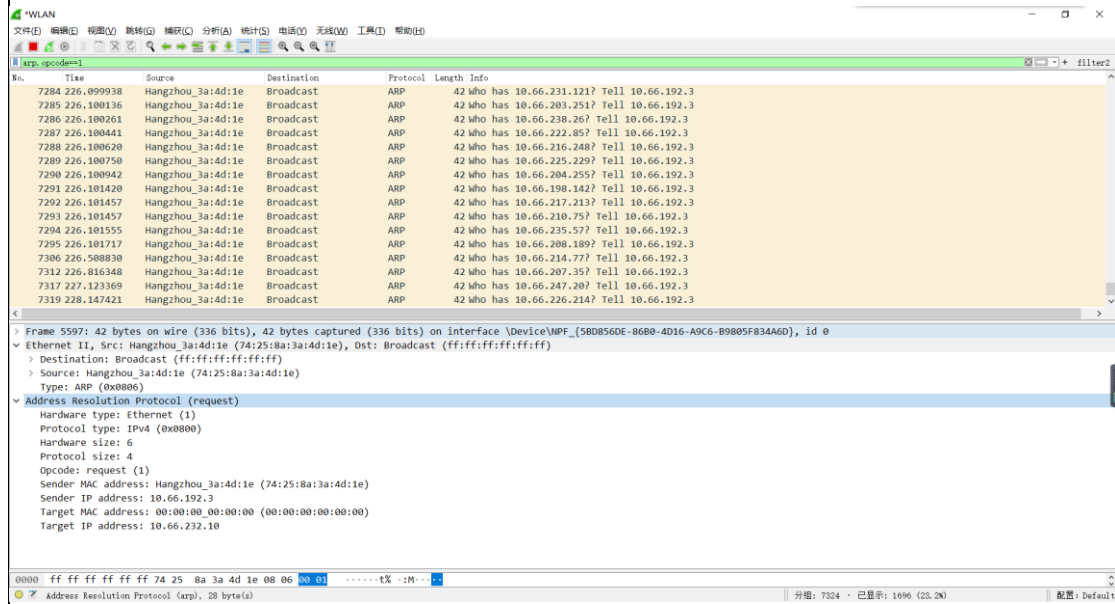 *WLAN
文件(F) 编辑(E) 视图(V) 跳转(G) 捕获(C) 分析(A) 统计(S) 电话(Y) 无线(W) 工具(T) 帮助(H)
arp.opcode==1 filter2
No. Time Source Destination Protocol Length Info
7284 226.099938 Hangzhou_3a:4d:1e Broadcast ARP 42 Who has 10.66.231.121? Tell 10.66.192.3
7285 226.100136 Hangzhou_3a:4d:1e Broadcast ARP 42 Who has 10.66.203.251? Tell 10.66.192.3
7286 226.100261 Hangzhou_3a:4d:1e Broadcast ARP 42 Who has 10.66.238.26? Tell 10.66.192.3
7287 226.100441 Hangzhou_3a:4d:1e Broadcast ARP 42 Who has 10.66.222.85? Tell 10.66.192.3
7288 226.100620 Hangzhou_3a:4d:1e Broadcast ARP 42 Who has 10.66.216.248? Tell 10.66.192.3
7289 226.100750 Hangzhou_3a:4d:1e Broadcast ARP 42 Who has 10.66.225.229? Tell 10.66.192.3
7290 226.100942 Hangzhou_3a:4d:1e Broadcast ARP 42 Who has 10.66.204.255? Tell 10.66.192.3
7291 226.101420 Hangzhou_3a:4d:1e Broadcast ARP 42 Who has 10.66.198.142? Tell 10.66.192.3
7292 226.101457 Hangzhou_3a:4d:1e Broadcast ARP 42 Who has 10.66.217.213? Tell 10.66.192.3
7293 226.101457 Hangzhou_3a:4d:1e Broadcast ARP 42 Who has 10.66.210.75? Tell 10.66.192.3
7294 226.101555 Hangzhou_3a:4d:1e Broadcast ARP 42 Who has 10.66.235.57? Tell 10.66.192.3
7295 226.101717 Hangzhou_3a:4d:1e Broadcast ARP 42 Who has 10.66.208.189? Tell 10.66.192.3
7306 226.508830 Hangzhou_3a:4d:1e Broadcast ARP 42 Who has 10.66.214.77? Tell 10.66.192.3
7312 226.816348 Hangzhou_3a:4d:1e Broadcast ARP 42 Who has 10.66.207.35? Tell 10.66.192.3
7317 227.123369 Hangzhou_3a:4d:1e Broadcast ARP 42 Who has 10.66.247.20? Tell 10.66.192.3
7319 228.147421 Hangzhou_3a:4d:1e Broadcast ARP 42 Who has 10.66.226.214? Tell 10.66.192.3
Frame 5597: 42 bytes on wire (336 bits), 42 bytes captured (336 bits) on interface \Device\NPF_{5BD856DE-86B0-4D16-A9C6-B9805F834A6D}, id 0
Ethernet II, Src: Hangzhou_3a:4d:1e (74:25:8a:3a:4d:1e), Dst: Broadcast (ff:ff:ff:ff:ff:ff)
Destination: Broadcast (ff:ff:ff:ff:ff:ff)
Source: Hangzhou_3a:4d:1e (74:25:8a:3a:4d:1e)
Type: ARP (0x0806)
Address Resolution Protocol (request)
Hardware type: Ethernet (1)
Protocol type: IPv4 (0x0800)
Hardware size: 6
Protocol size: 4
Opcode: request (1)
Sender MAC address: Hangzhou_3a:4d:1e (74:25:8a:3a:4d:1e)
Sender IP address: 10.66.192.3
Target MAC address: 00:00:00_00:00:00 (00:00:00:00:00:00)
Target IP address: 10.66.232.10
0000 ff ff ff ff ff ff 74 25 8a 3a 4d 1e 08 06 00 01 ······t% ·:M·····
Address Resolution Protocol (arp), 28 byte(s) 分组: 7324 · 已显示: 1696 (23.2%) 配置: Default